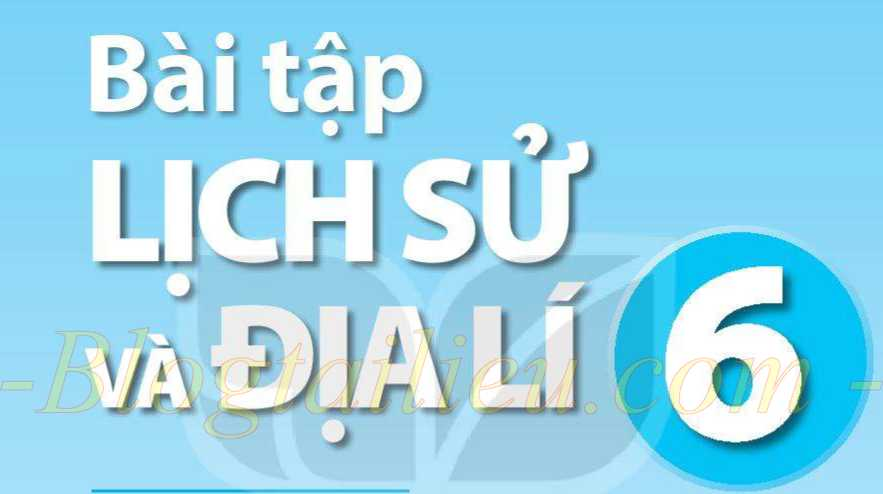 Bài tập
LỊCH SỬ
VÀ ĐỊA LÍ 6
- Blogtailieu.com -